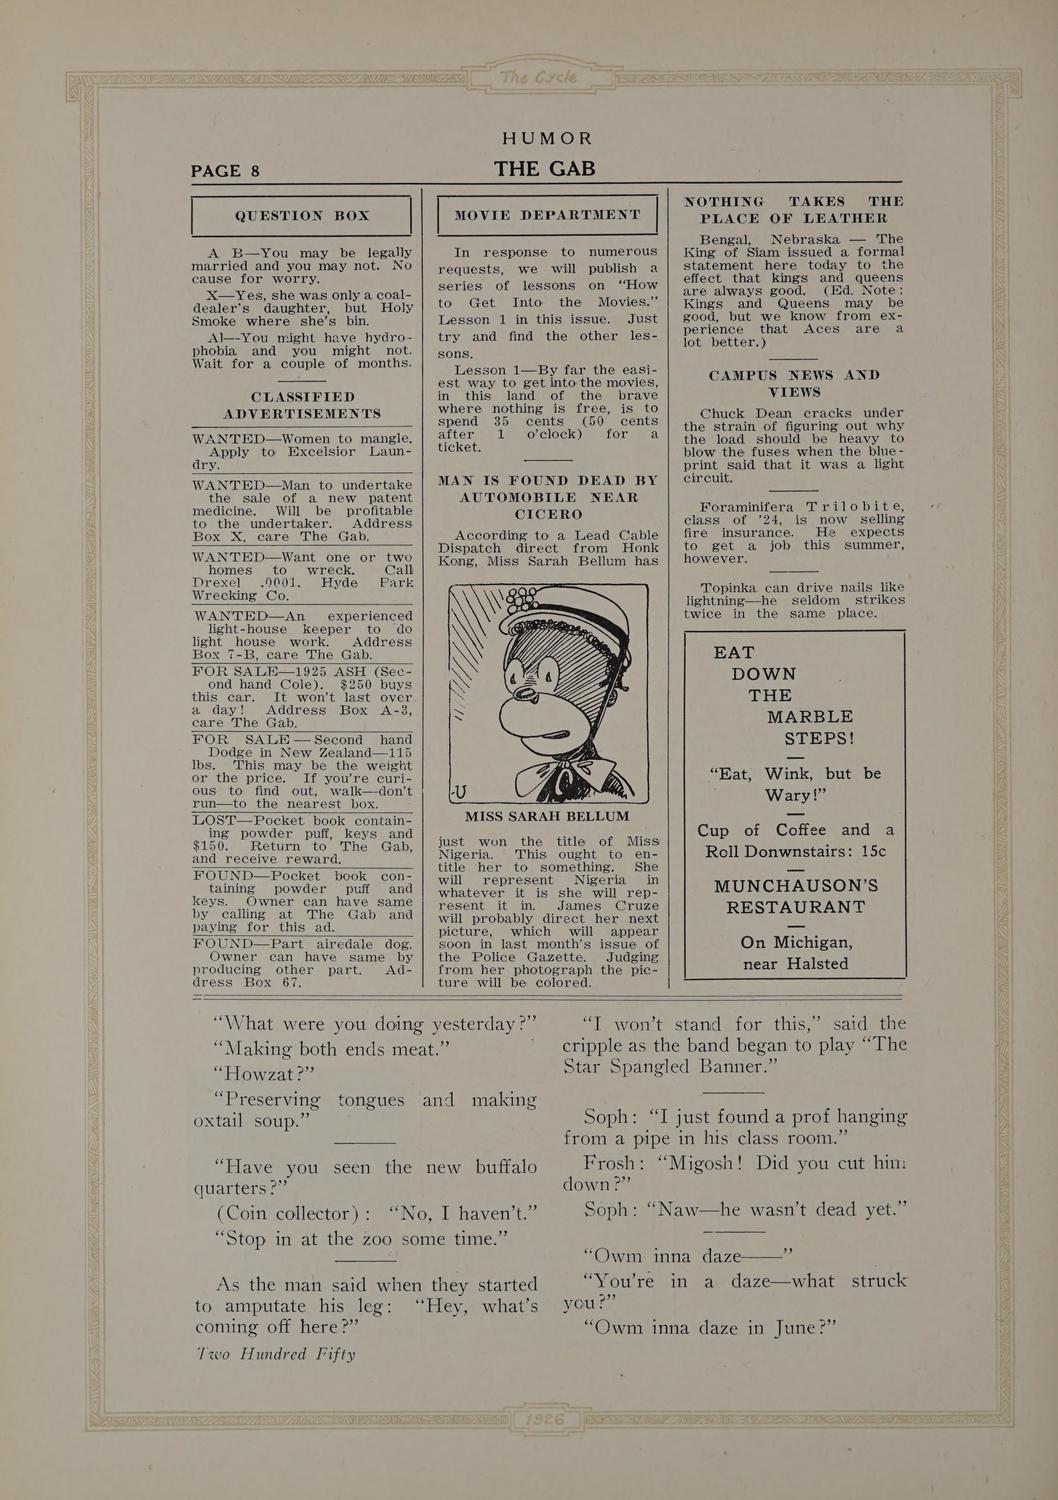 The Cycle
HUMOR
PAGE 8
THE GAB
QUESTION BOX
A B—You may be legally
married and you may not. No
cause for worry.
X—Yes, she was only a coal-
dealer's daughter, but Holy
Smoke where she's bin.
Al—-You might have hydro-
phobia and you might not.
Wait for a couple of months.
CLASSIFIED
ADVERTISEMENTS
WANTED—Women to mangle.
Apply to Excelsior Laun-
dry.
WANTED—Man to undertake
the sale of a new patent
medicine. Will be profitable
to the undertaker. Address
Box X, care The Gab.
WANTED—Want one or two
homes to wreck. Call
Drexel .0001. Hyde Park
Wrecking Co.
WANTED—An experienced
light-house keeper to do
light house work. Address
Box 7-B, care The Gab.
FOR SALE—1925 ASH (Sec-
ond hand Cole). $250 buys
this car. It won't last over
a day! Address Box A-3,
care The Gab.
FOR SALE—Second hand
Dodge in New Zealand—115
lbs. This may be the weight
or the price. If you're curi-
ous to find out, walk—don't
run—to the nearest box.
LOST—Pocket book contain-
ing powder puff, keys and
$150. Return to The Gab,
and receive reward.
FOUND—Pocket book con-
taining powder puff and
keys. Owner can have same
by calling at The Gab and
paying for this ad.
FOUND—Part airedale dog.
Owner can have same by
producing other part. Ad-
dress Box 67.
MOVIE DEPARTMENT
In response to numerous
requests, we will publish a
series of lessons on "How
to Get Into the Movies."
Lesson 1 in this issue. Just
try and find the other les-
sons.
Lesson 1—By far the easi-
est way to get into the movies,
in this land of the brave
where nothing is free, is to
spend 35 cents (50 cents
after 1 o'clock) for a
ticket.
MAN IS FOUND DEAD BY
AUTOMOBILE NEAR
CICERO
According to a Lead Cable
Dispatch direct from Honk
Kong, Miss Sarah Bellum has
-U
MISS SARAH BELLUM
just won the title of Miss
Nigeria. This ought to en-
title her to something. She
will represent Nigeria in
whatever it is she will rep-
resent it in. James Cruze
will probably direct her next
picture, which will appear
soon in last month's issue of
the Police Gazette. Judging
from her photograph the pic-
ture will be colored.
NOTHING TAKES THE
PLACE OF LEATHER
Bengal, Nebraska — The
King of Siam issued a formal
statement here today to the
effect that kings and queens
are always good. (Ed. Note:
Kings and Queens may be
good, but we know from ex-
perience that Aces are a
lot better.)
CAMPUS NEWS AND
VIEWS
Chuck Dean cracks under
the strain of figuring out why
the load should be heavy to
blow the fuses when the blue-
print said that it was a light
circuit.
Foraminifera Trilobite,
class of '24, is now selling
fire insurance. He expects
to get a job this summer,
however.
Topinka can drive nails like
lightning—he seldom strikes
twice in the same place.
EAT
DOWN
THE
MARBLE
STEPS!
"Eat, Wink, but be
Wary!"
Cup of Coffee and a
Roll Donwnstairs: 15c
MUNCHAUSON'S
RESTAURANT
On Michigan,
near Halsted
"What were you doing yesterday?"
"Making both ends meat."
"Howzat?"
"Preserving tongues and making
oxtail soup."
"Have you seen the new buffalo
quarters?"
(Coin collector): "No, I haven't."
"Stop in at the zoo some time."
As the man said when they started
to amputate his leg: "Hey, what's
coming off here?"
"I won't stand for this," said the
cripple as the band began to play "The
Star Spangled Banner."
Soph: "I just found a prof hanging
from a pipe in his class room."
Frosh: "Migosh! Did you cut him
down?"
Soph: "Naw—he wasn't dead yet."
"Owm inna daze——"
"You're in a daze—what struck
you?"
"Owm inna daze in June?"
Two Hundred Fifty
1926